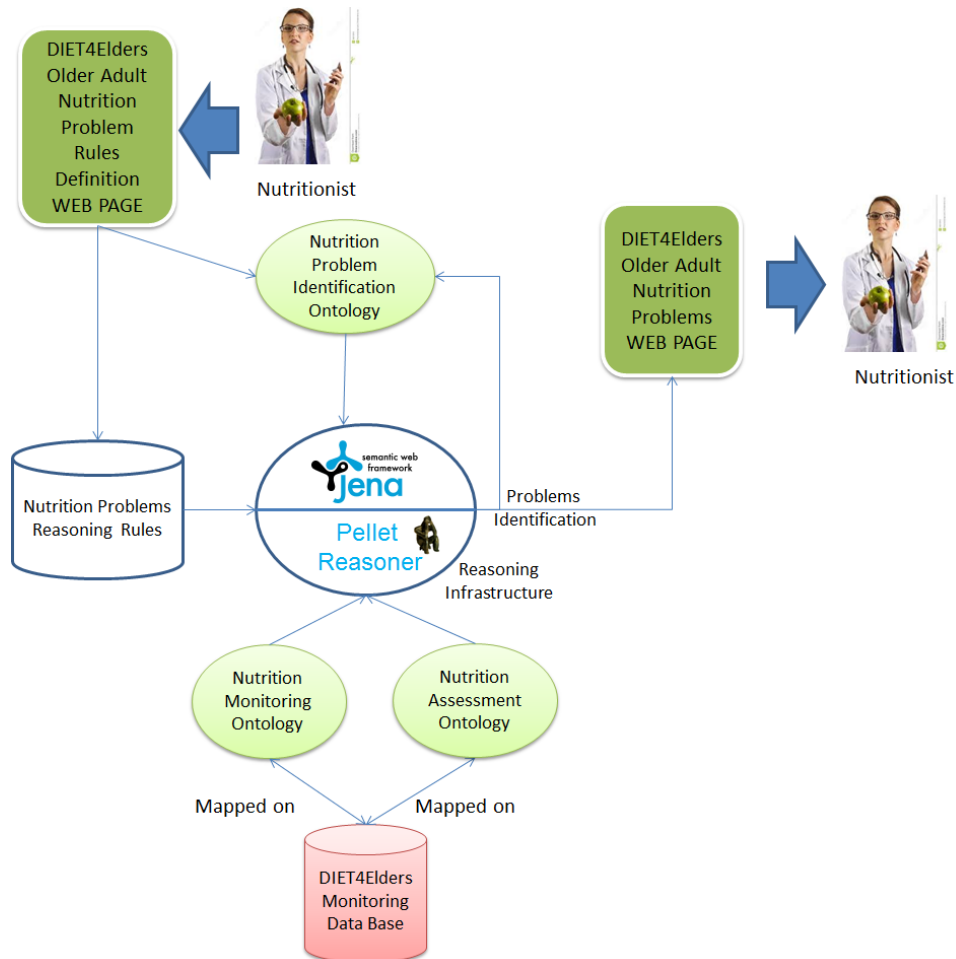 DIET4Elders
Older Adult
Nutrition
Problem
Rules
Definition
WEB PAGE
Nutritionist
Nutrition
Problem
Identification
Ontology
DIET4Elders
Older Adult
Nutrition
Problems
WEB PAGE
Nutritionist
Nutrition Problems
Reasoning Rules
semantic web
framework
jena
Pellet
Reasoner
Problems
Identification
Reasoning
Infrastructure
Nutrition
Monitoring
Ontology
Nutrition
Assessment
Ontology
Mapped on
Mapped on
DIET4Elders
Monitoring
Data Base